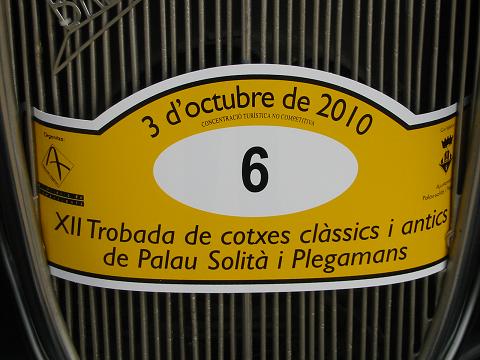 3 d'octubre de 2010
CONCENTRACIÓ TURÍSTICA NO COMPETITIVA
Organitza:
A
6
XII Trobada de cotxes clàssics i antics
de Palau Solità i Plegamans